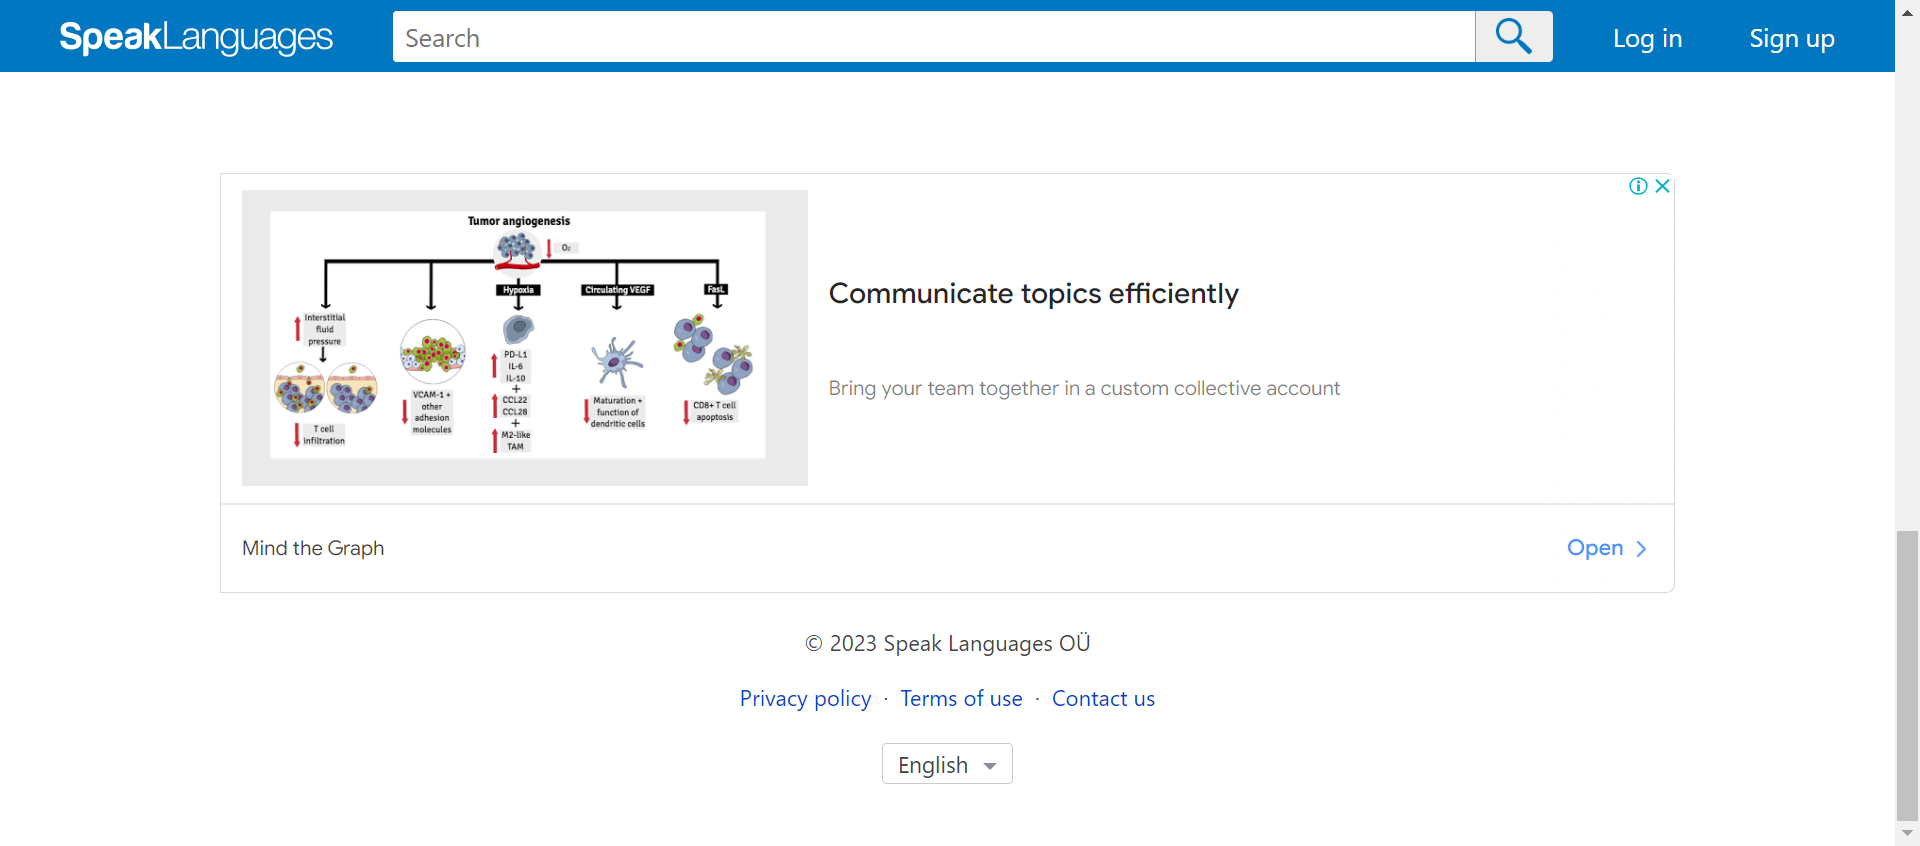 SpeakLanguages
Search
Log in
Sign up
Tumor angiogenesis
O₂
Hypoxia
Circulating VEGF
FasL
Interstitial
fluid
pressure
T cell
infiltration
VCAM-1 +
other
adhesion
molecules
PD-L1
IL-6
IL-10
+
CCL22
CCL28
+
M2-like
TAM
Maturation +
function of
dendritic cells
CD8+ T cell
apoptosis
Communicate topics efficiently
Bring your team together in a custom collective account
Mind the Graph
Open
© 2023 Speak Languages OÜ
Privacy policy · Terms of use · Contact us
English